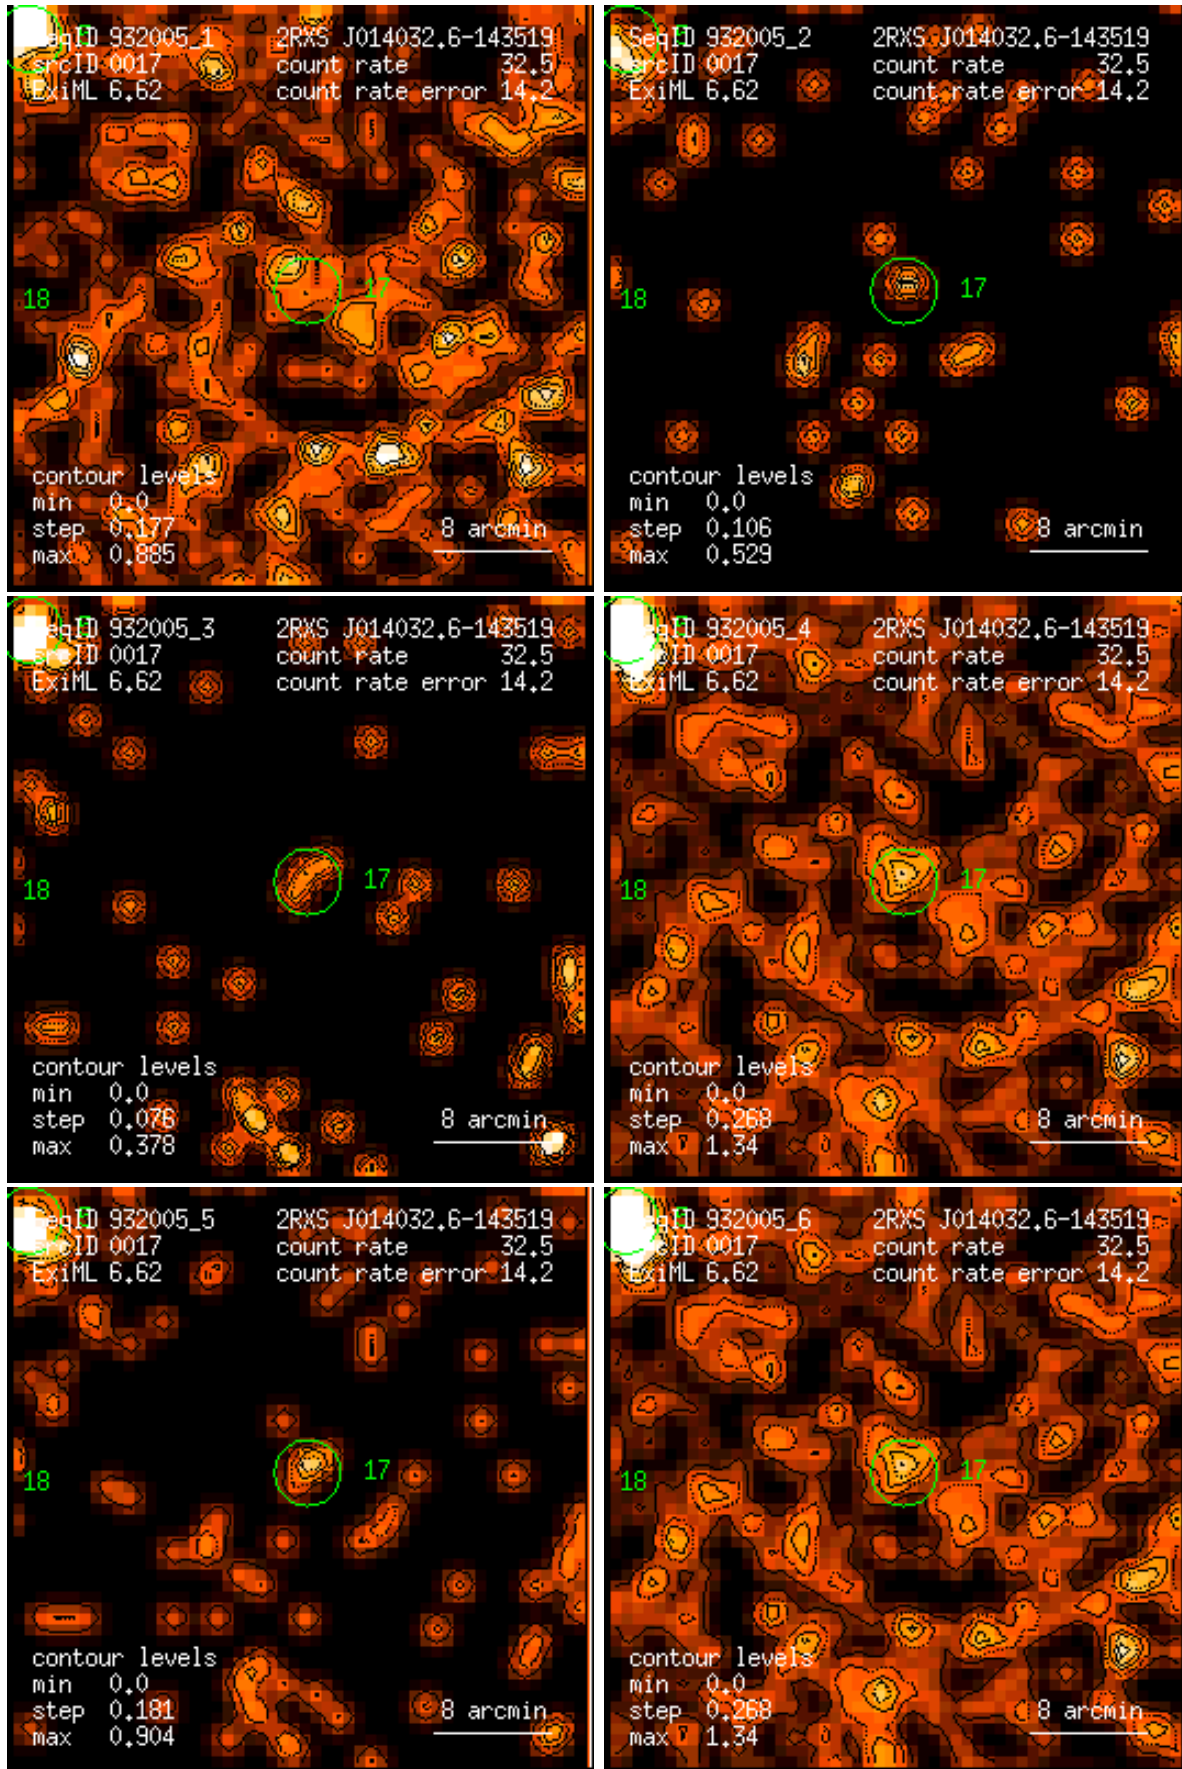 SeqID 932005_1 2RXS J014032.6-143519
srcID 0017 count rate 32.5
ExiML 6.62 count rate error 14.2
18 17
contour levels
min 0.0
step 0.177 8 arcmin
max 0.885
SeqID 932005_2 2RXS J014032.6-143519
srcID 0017 count rate 32.5
ExiML 6.62 count rate error 14.2
18 17
contour levels
min 0.0
step 0.106 8 arcmin
max 0.529
SeqID 932005_3 2RXS J014032.6-143519
srcID 0017 count rate 32.5
ExiML 6.62 count rate error 14.2
18 17
contour levels
min 0.0
step 0.076 8 arcmin
max 0.378
SeqID 932005_4 2RXS J014032.6-143519
srcID 0017 count rate 32.5
ExiML 6.62 count rate error 14.2
18 17
contour levels
min 0.0
step 0.268 8 arcmin
max 1.34
SeqID 932005_5 2RXS J014032.6-143519
srcID 0017 count rate 32.5
ExiML 6.62 count rate error 14.2
18 17
contour levels
min 0.0
step 0.181 8 arcmin
max 0.904
SeqID 932005_6 2RXS J014032.6-143519
srcID 0017 count rate 32.5
ExiML 6.62 count rate error 14.2
18 17
contour levels
min 0.0
step 0.268 8 arcmin
max 1.34